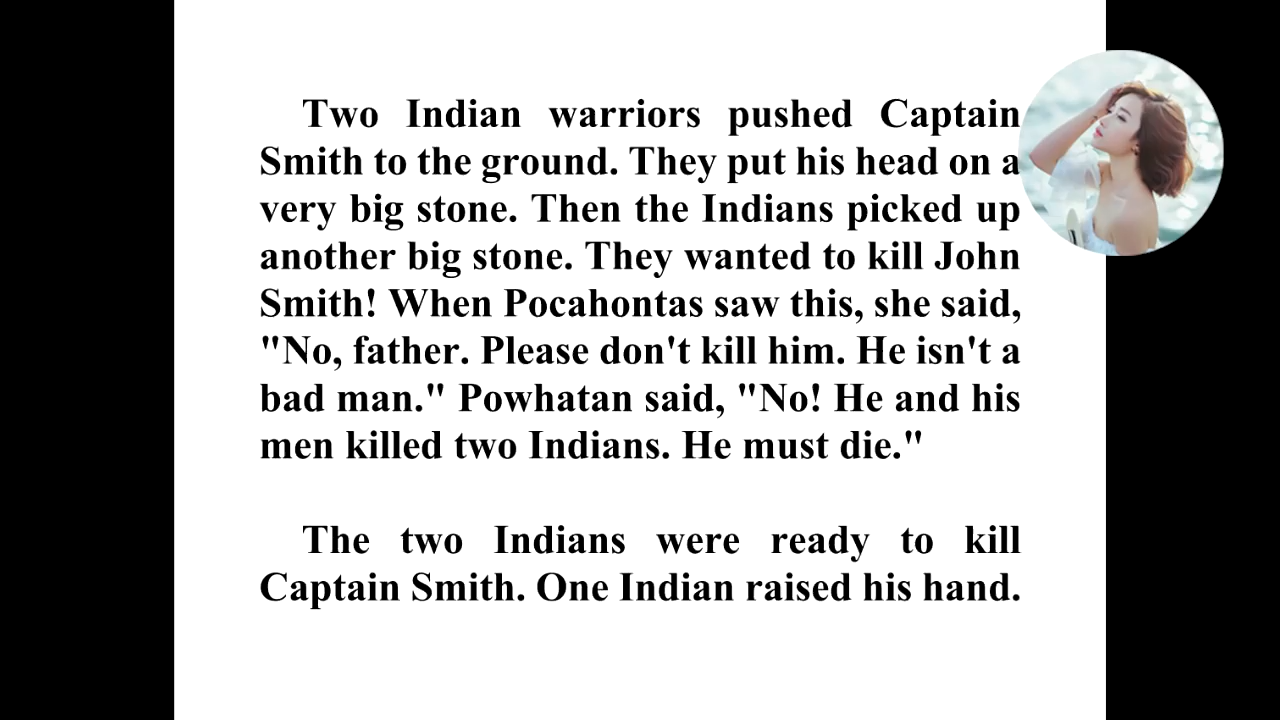 Two Indian warriors pushed Captain
Smith to the ground. They put his head on a
very big stone. Then the Indians picked up
another big stone. They wanted to kill John
Smith! When Pocahontas saw this, she said,
"No, father. Please don't kill him. He isn't a
bad man." Powhatan said, "No! He and his
men killed two Indians. He must die."
The two Indians were ready to kill
Captain Smith. One Indian raised his hand.